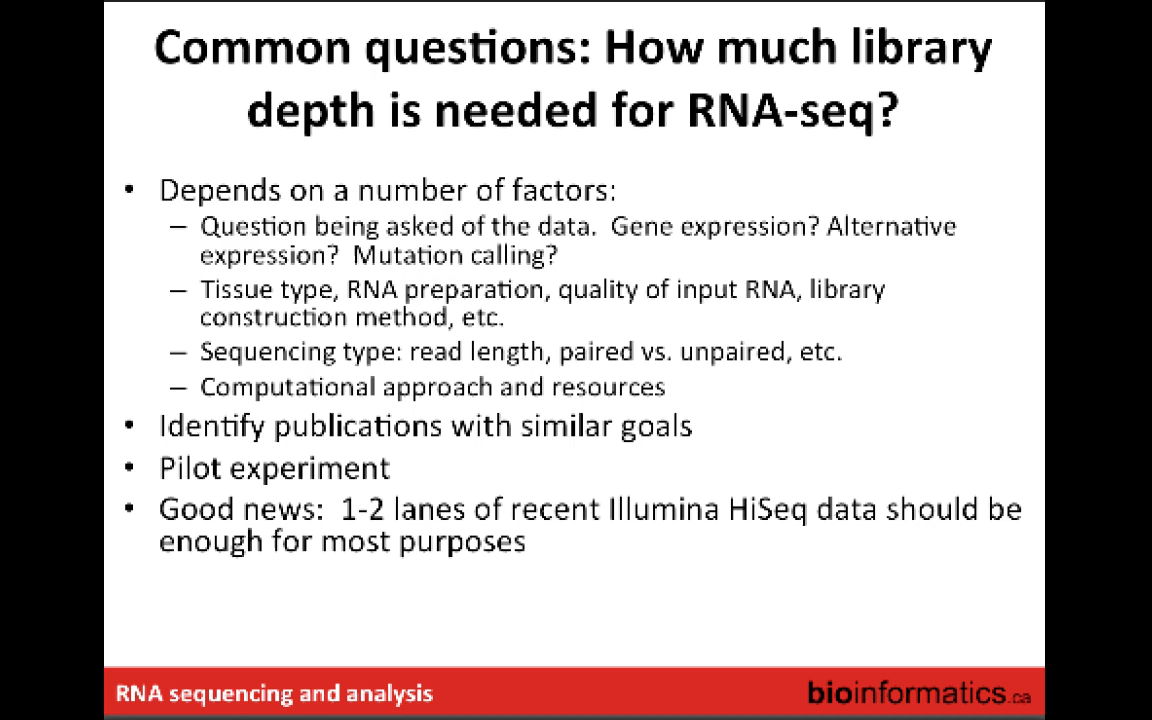 Common questions: How much library
depth is needed for RNA-seq?
• Depends on a number of factors:
– Question being asked of the data.  Gene expression? Alternative
expression?  Mutation calling?
– Tissue type, RNA preparation, quality of input RNA, library
construction method, etc.
– Sequencing type: read length, paired vs. unpaired, etc.
– Computational approach and resources
• Identify publications with similar goals
• Pilot experiment
• Good news:  1-2 lanes of recent Illumina HiSeq data should be
enough for most purposes
RNA sequencing and analysis
bioinformatics.ca